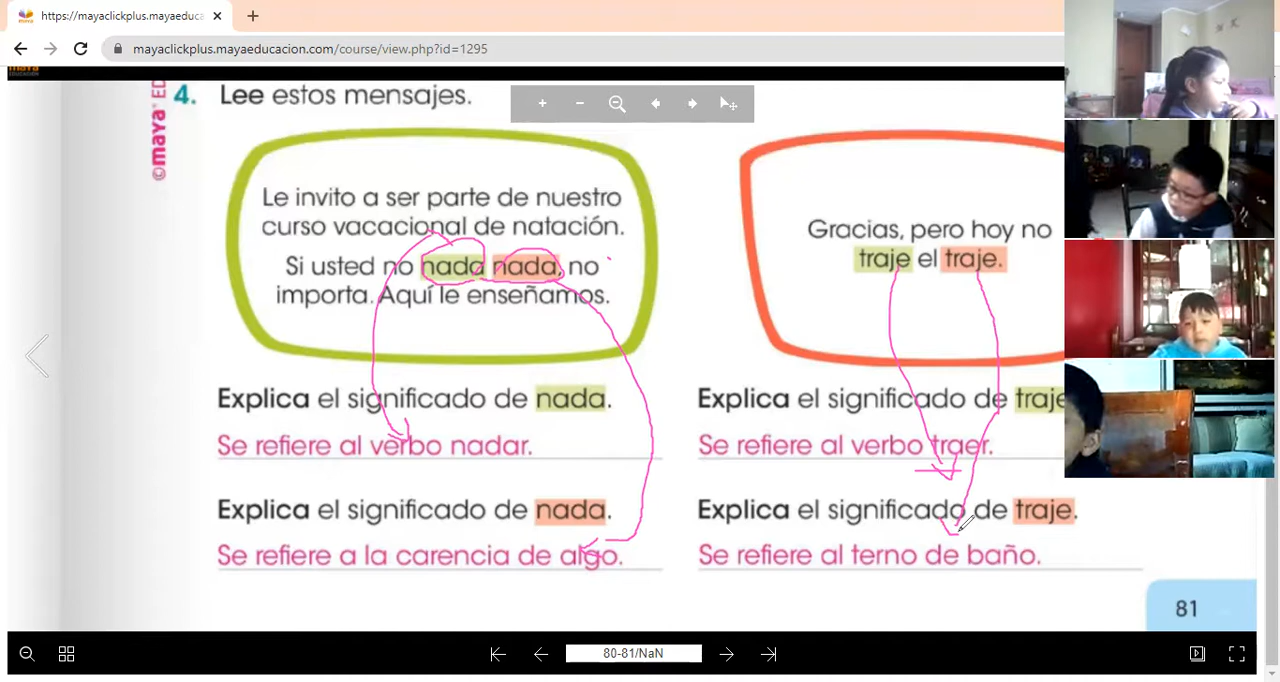 https://mayaclickplus.mayaeduca
mayaclickplus.mayaeducacion.com/course/view.php?id=1295
©maya® ED
4. Lee estos mensajes.
Le invito a ser parte de nuestro
curso vacacional de natación.
Si usted no nada nada, no
importa. Aquí le enseñamos.
Gracias, pero hoy no
traje el traje.
Explica el significado de nada.
Se refiere al verbo nadar.
Explica el significado de nada.
Se refiere a la carencia de algo.
Explica el significado de traje
Se refiere al verbo traer.
Explica el significado de traje.
Se refiere al terno de baño.
81
80-81/NaN